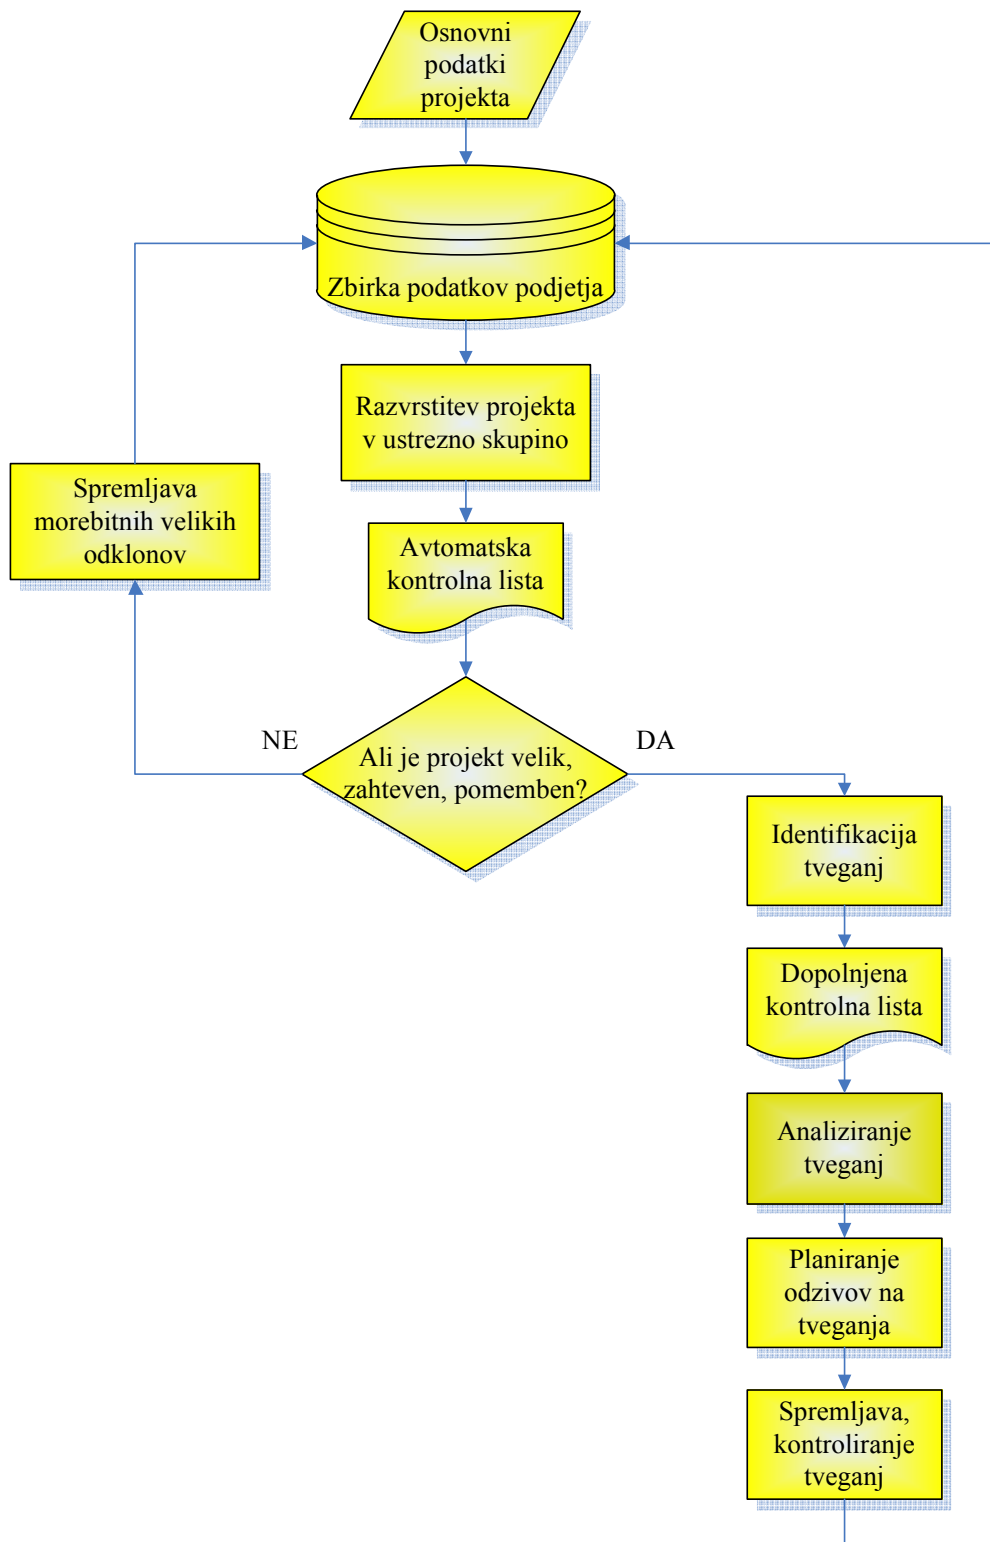 Osnovni
podatki
projekta
Zbirka podatkov podjetja
Razvrstitev projekta
v ustrezno skupino
Spremljava
morebitnih velikih
odklonov
Avtomatska
kontrolna lista
NE
DA
Ali je projekt velik,
zahteven, pomemben?
Identifikacija
tveganj
Dopolnjena
kontrolna lista
Analiziranje
tveganj
Planiranje
odzivov na
tveganja
Spremljava,
kontroliranje
tveganj